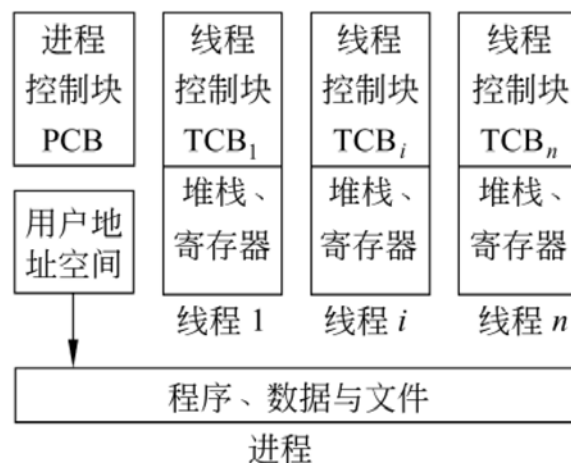 进程
控制块
PCB
线程
控制块
TCB₁
线程
控制块
TCBᵢ
线程
控制块
TCBₙ
用户地
址空间
堆栈、
寄存器
堆栈、
寄存器
堆栈、
寄存器
线程 1
线程 i
线程 n
程序、数据与文件
进程